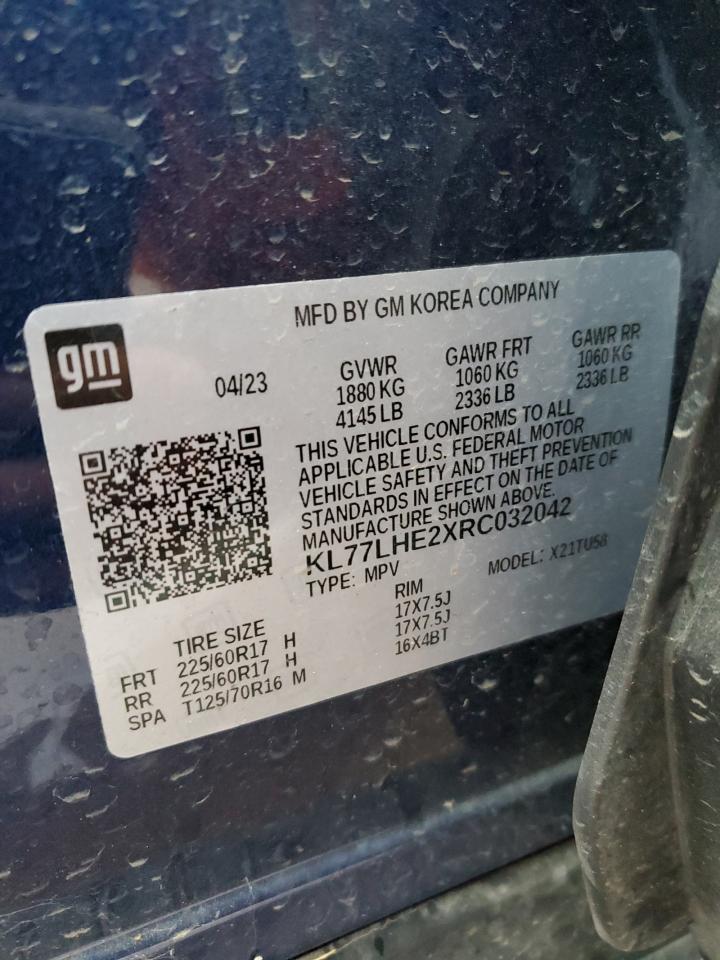 MFD BY GM KOREA COMPANY
gm
04/23
GVWR
1880 KG
4145 LB
GAWR FRT
1060 KG
2336 LB
GAWR RR
1060 KG
2336 LB
THIS VEHICLE CONFORMS TO ALL
APPLICABLE U.S. FEDERAL MOTOR
VEHICLE SAFETY AND THEFT PREVENTION
STANDARDS IN EFFECT ON THE DATE OF
MANUFACTURE SHOWN ABOVE.
KL77LHE2XRC032042
TYPE: MPV MODEL: X21TU58
TIRE SIZE RIM
FRT 225/60R17 H 17X7.5J
RR 225/60R17 H 17X7.5J
SPA T125/70R16 M 16X4BT